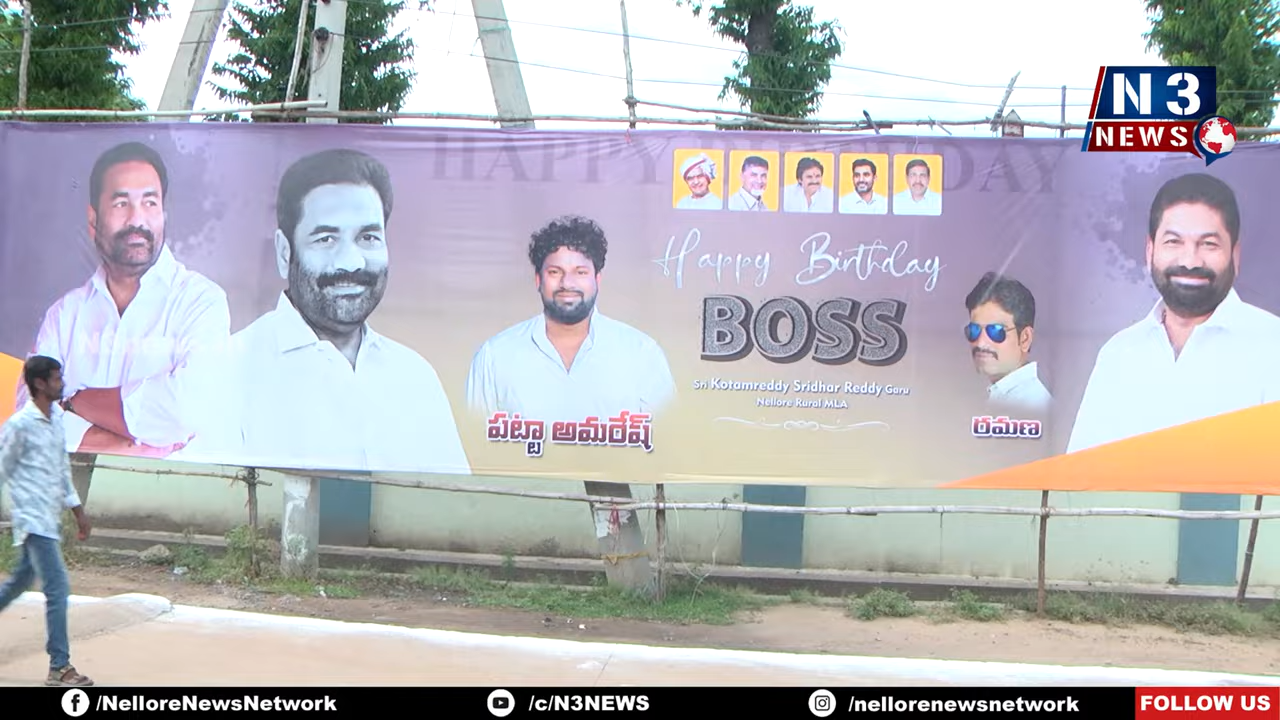 N3
NEWS
HAPPY BIRTHDAY
Happy Birthday
BOSS
Sri Kotamreddy Sridhar Reddy Garu
Nellore Rural MLA
పట్టా అమరేష్
రమణ
/NelloreNewsNetwork
/c/N3NEWS
/nellorenewsnetwork
FOLLOW US